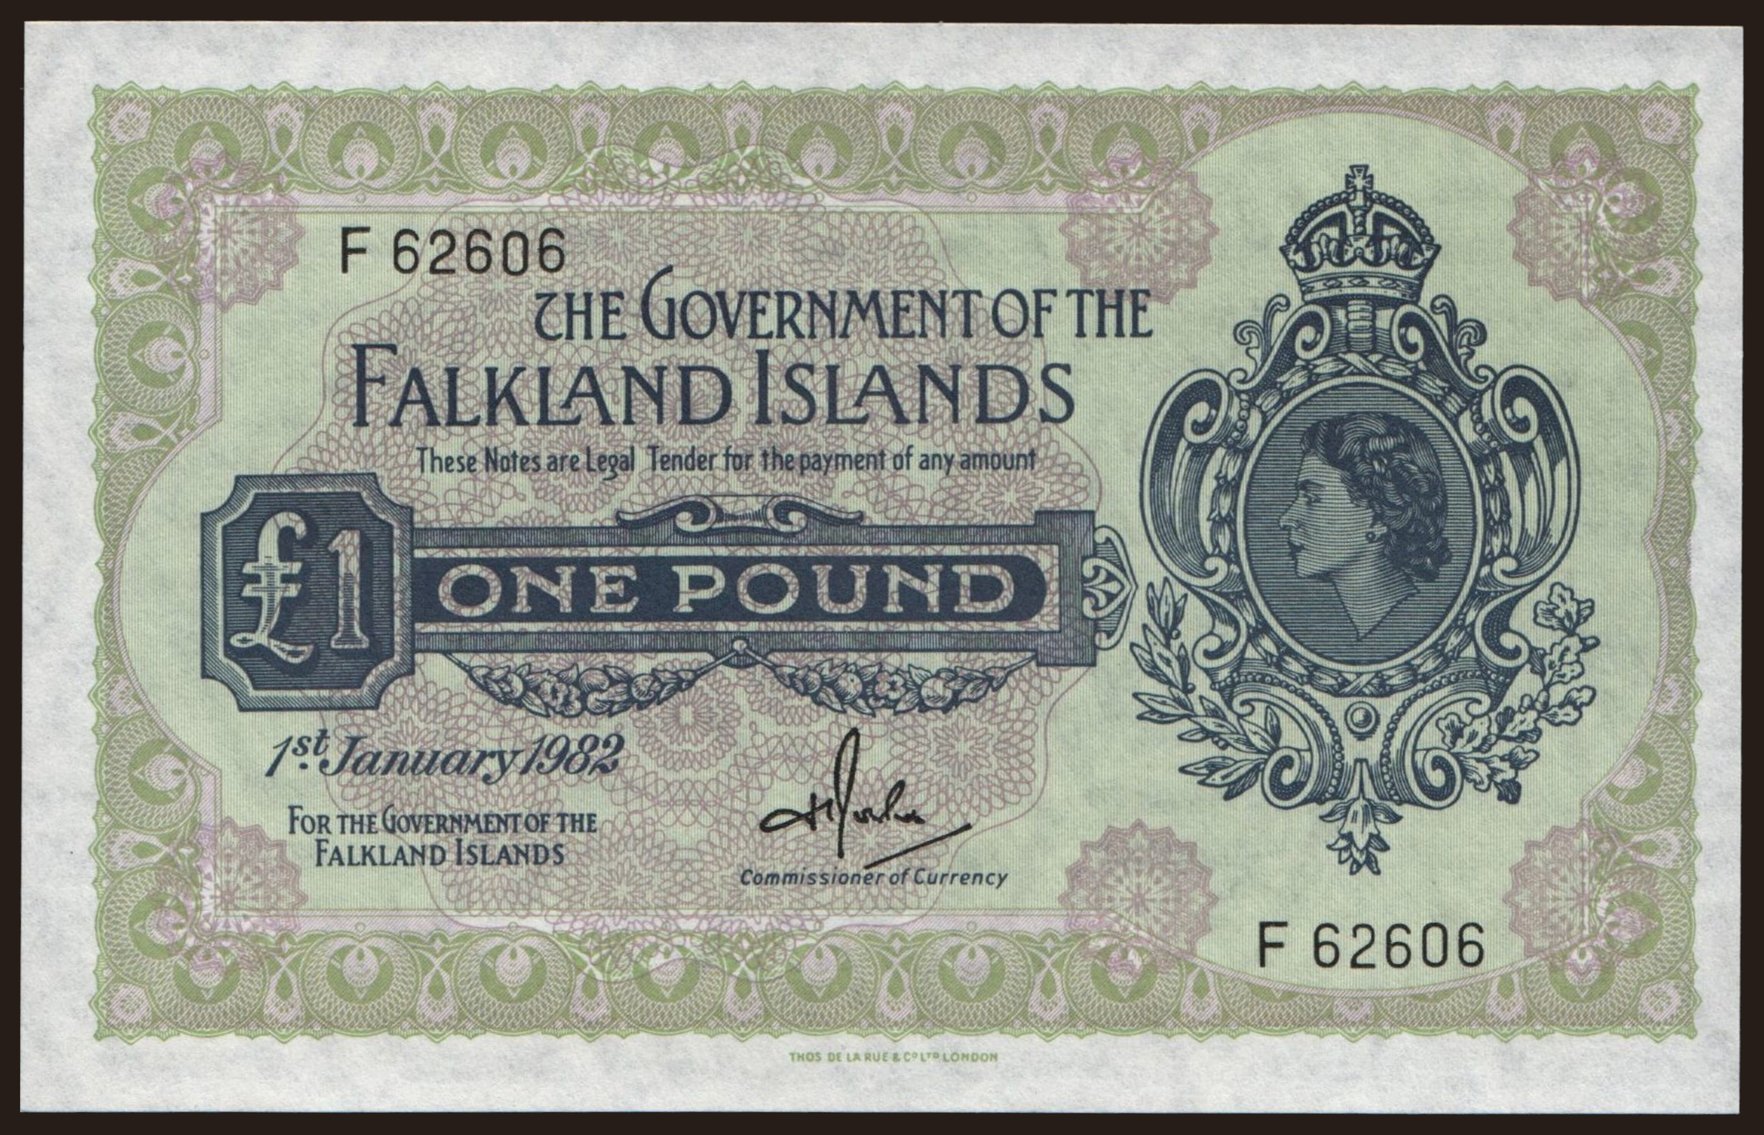 F 62606
THE GOVERNMENT OF THE
FALKLAND ISLANDS
These Notes are Legal Tender for the payment of any amount
£1
ONE POUND
1st January 1982
FOR THE GOVERNMENT OF THE
FALKLAND ISLANDS
Commissioner of Currency
F 62606
THOS DE LA RUE & Co LTD LONDON